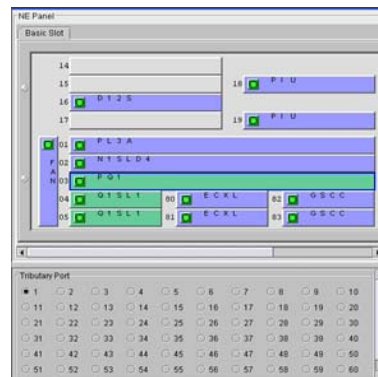 NE Panel
Basic Slot
14
15
18 PIU
16 D12S
17
19 PIU
FAN
01 PL3A
02 N1SLD4
03 PQ1
04 Q1SL1 80 ECXL 82 GSCC
05 Q1SL1 81 ECXL 83 GSCC
Tributary Port
1 2 3 4 5 6 7 8 9 10
11 12 13 14 15 16 17 18 19 20
21 22 23 24 25 26 27 28 29 30
31 32 33 34 35 36 37 38 39 40
41 42 43 44 45 46 47 48 49 50
51 52 53 54 55 56 57 58 59 60